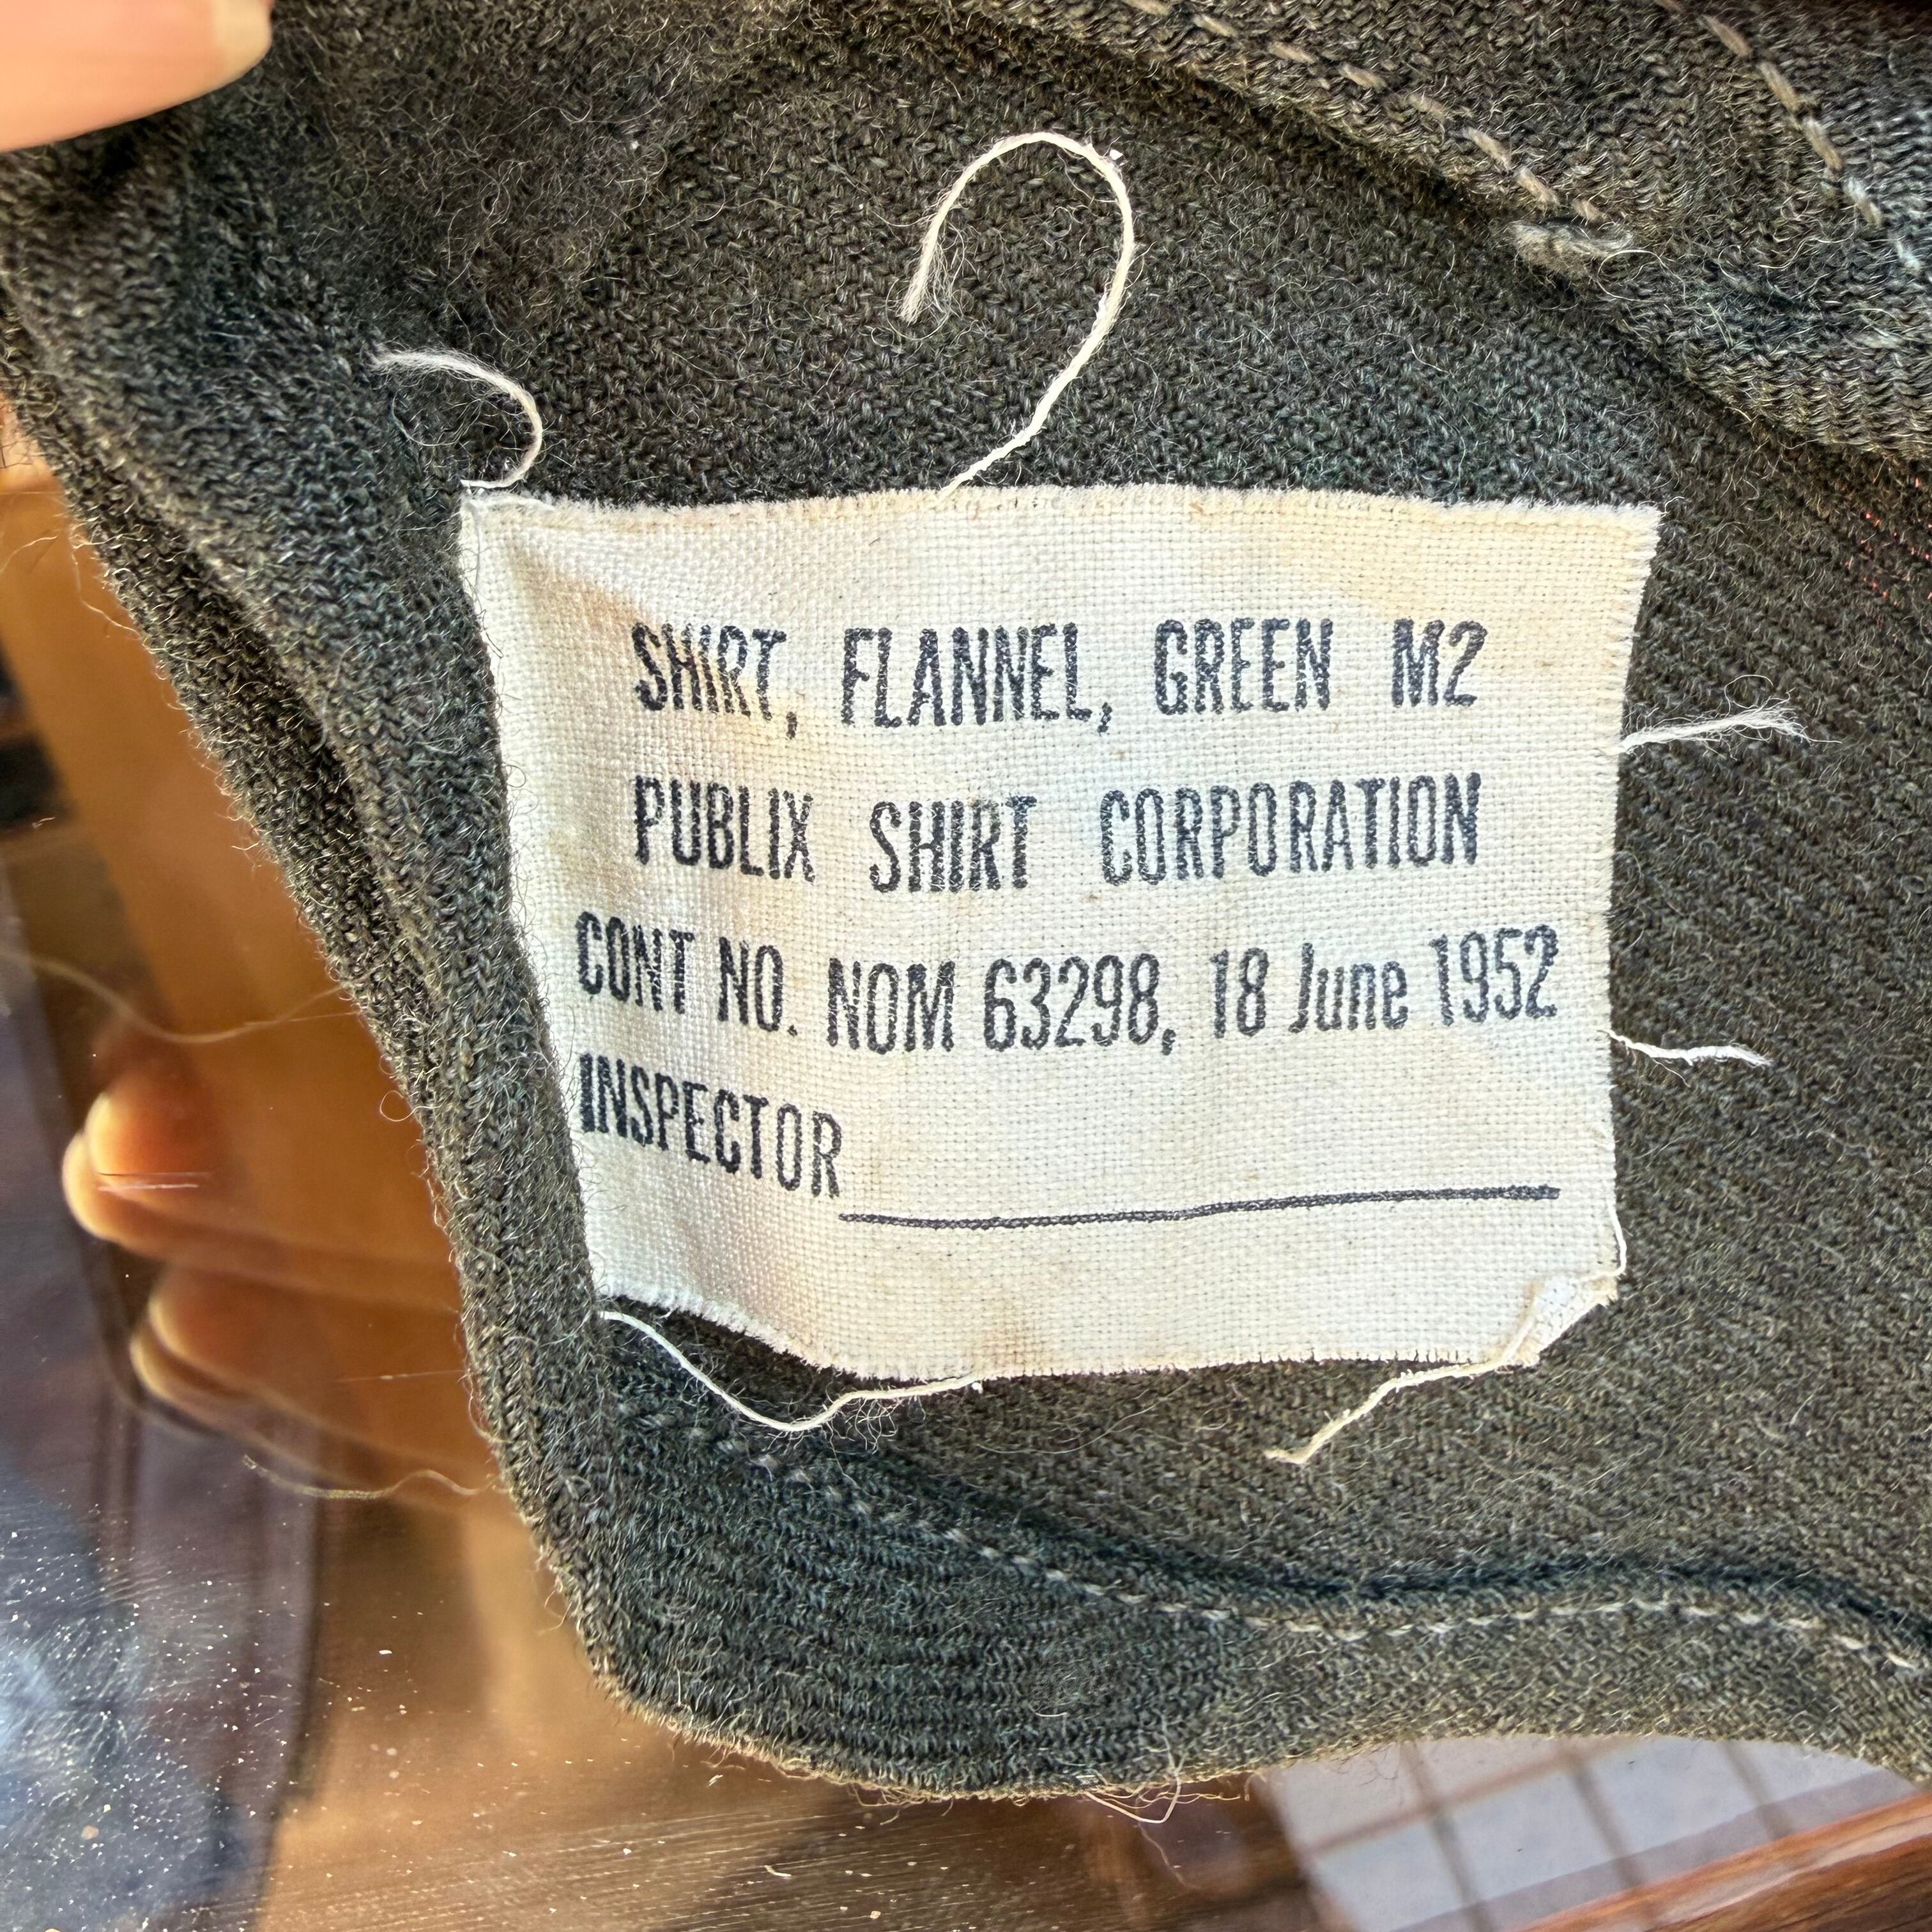 SHIRT, FLANNEL, GREEN M2
PUBLIX SHIRT CORPORATION
CONT NO. NOM 63298, 18 June 1952
INSPECTOR